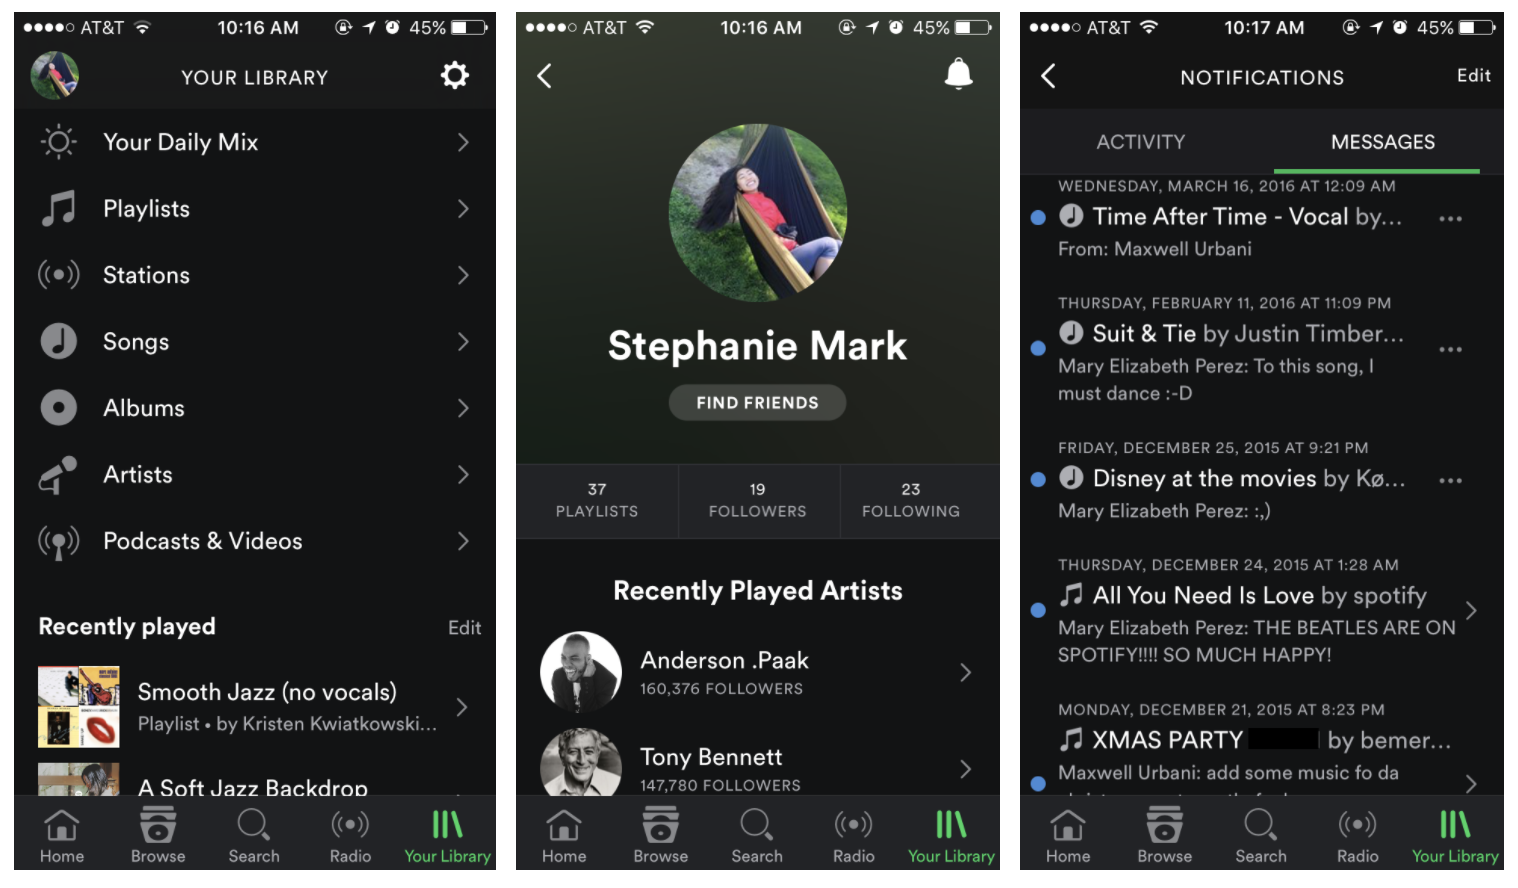 AT&T 10:16 AM 45%
YOUR LIBRARY
Your Daily Mix
Playlists
Stations
Songs
Albums
Artists
Podcasts & Videos
Recently played Edit
Smooth Jazz (no vocals)
Playlist • by Kristen Kwiatkowski...
A Soft Jazz Backdrop
Home Browse Search Radio Your Library
AT&T 10:16 AM 45%
Stephanie Mark
FIND FRIENDS
37 19 23
PLAYLISTS FOLLOWERS FOLLOWING
Recently Played Artists
Anderson .Paak
160,376 FOLLOWERS
Tony Bennett
147,780 FOLLOWERS
Home Browse Search Radio Your Library
AT&T 10:17 AM 45%
NOTIFICATIONS Edit
ACTIVITY MESSAGES
WEDNESDAY, MARCH 16, 2016 AT 12:09 AM
Time After Time - Vocal by...
From: Maxwell Urbani
THURSDAY, FEBRUARY 11, 2016 AT 11:09 PM
Suit & Tie by Justin Timber...
Mary Elizabeth Perez: To this song, I
must dance :-D
FRIDAY, DECEMBER 25, 2015 AT 9:21 PM
Disney at the movies by Kø...
Mary Elizabeth Perez: :,)
THURSDAY, DECEMBER 24, 2015 AT 1:28 AM
All You Need Is Love by spotify
Mary Elizabeth Perez: THE BEATLES ARE ON
SPOTIFY!!!! SO MUCH HAPPY!
MONDAY, DECEMBER 21, 2015 AT 8:23 PM
XMAS PARTY by bemer...
Maxwell Urbani: add some music fo da
Home Browse Search Radio Your Library